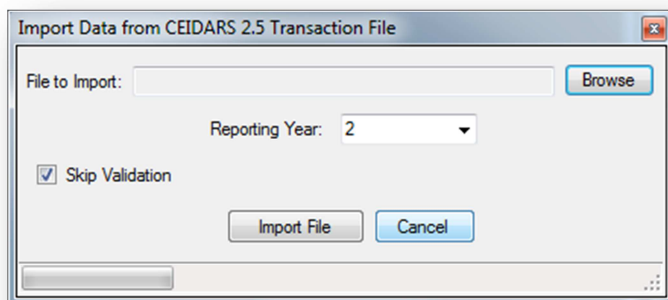 Import Data from CEIDARS 2.5 Transaction File
File to Import: Browse
Reporting Year: 2
Skip Validation
Import File Cancel